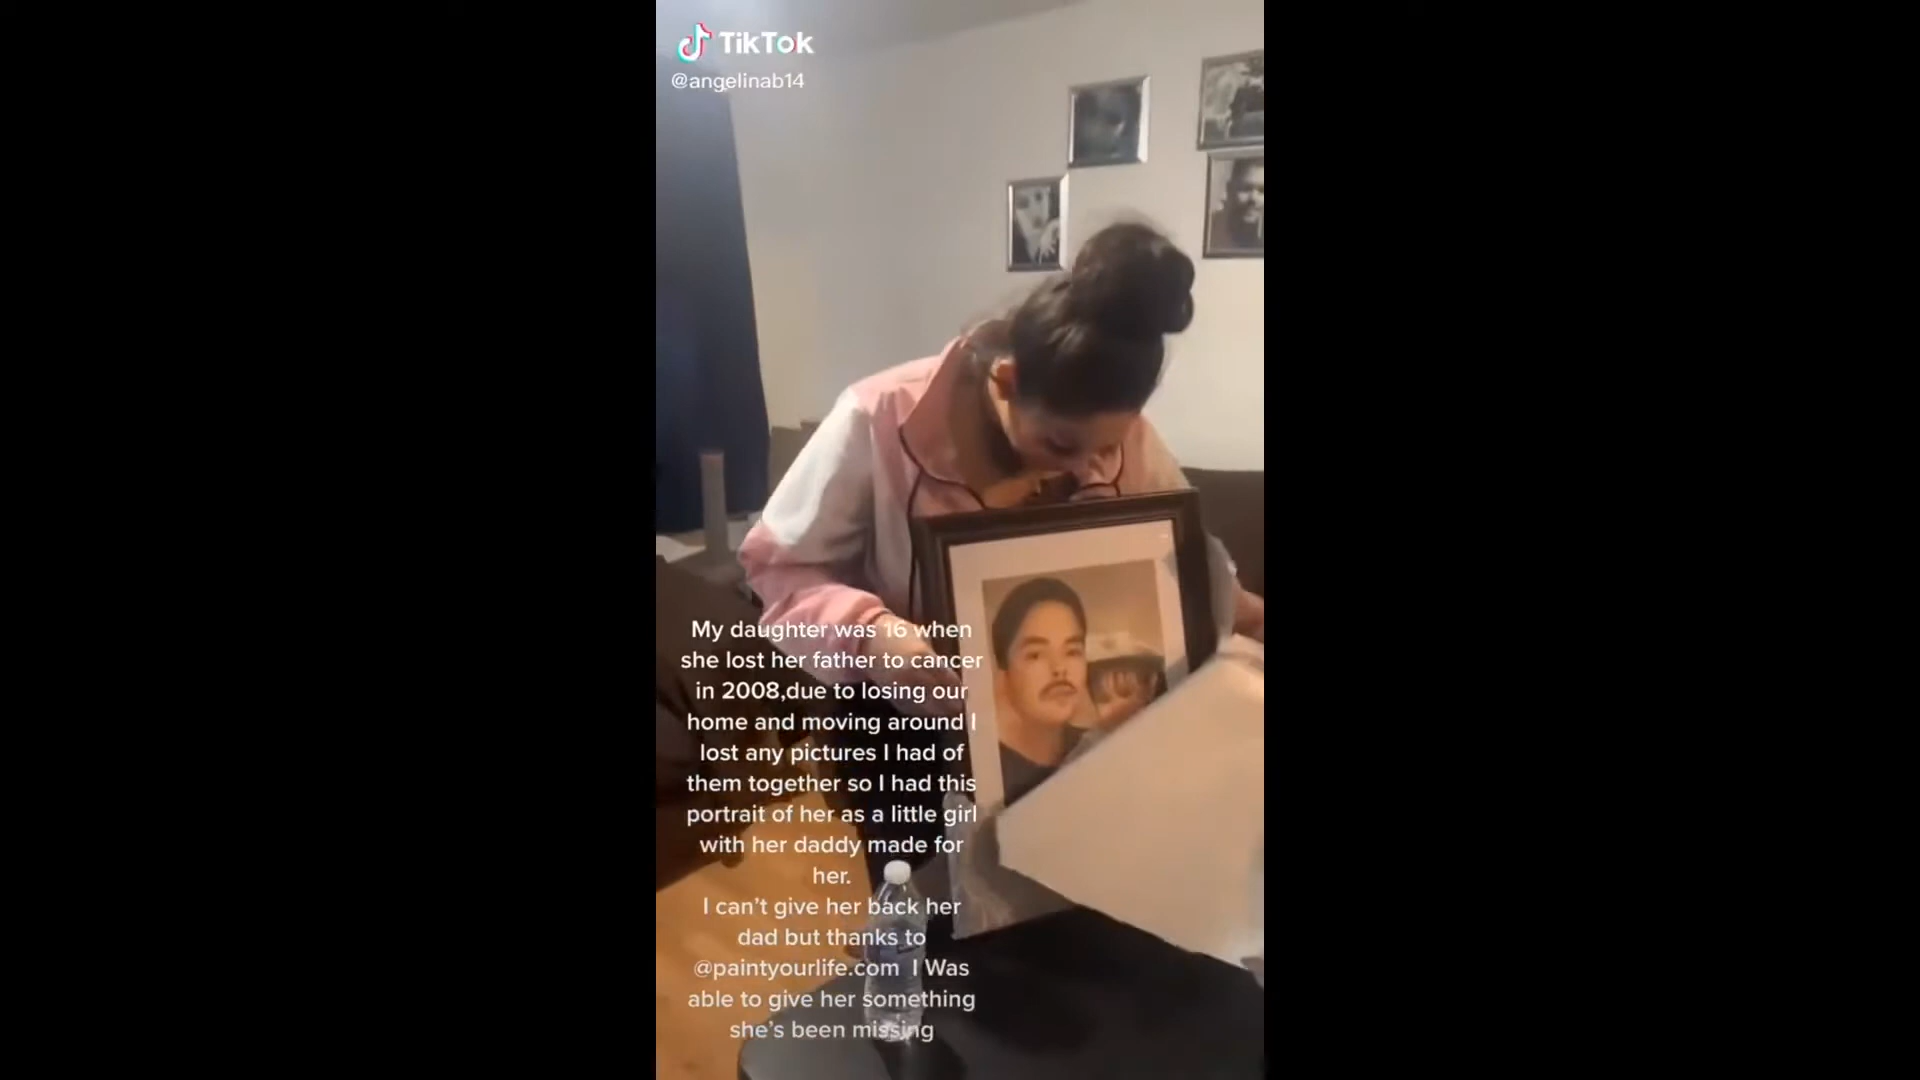 TikTok
@angelinab14
My daughter was 16 when
she lost her father to cancer
in 2008,due to losing our
home and moving around I
lost any pictures I had of
them together so I had this
portrait of her as a little girl
with her daddy made for
her.
I can't give her back her
dad but thanks to
@paintyourlife.com I Was
able to give her something
she's been missing